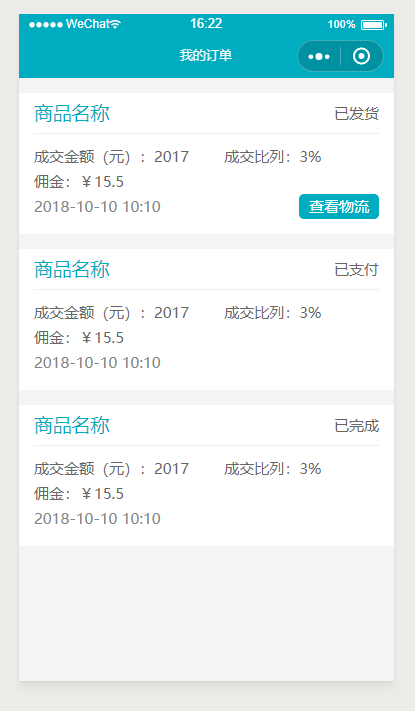 ●●●●● WeChat 16:22 100%
我的订单
商品名称 已发货
成交金额（元）：2017 成交比列：3%
佣金：￥15.5
2018-10-10 10:10 查看物流
商品名称 已支付
成交金额（元）：2017 成交比列：3%
佣金：￥15.5
2018-10-10 10:10
商品名称 已完成
成交金额（元）：2017 成交比列：3%
佣金：￥15.5
2018-10-10 10:10